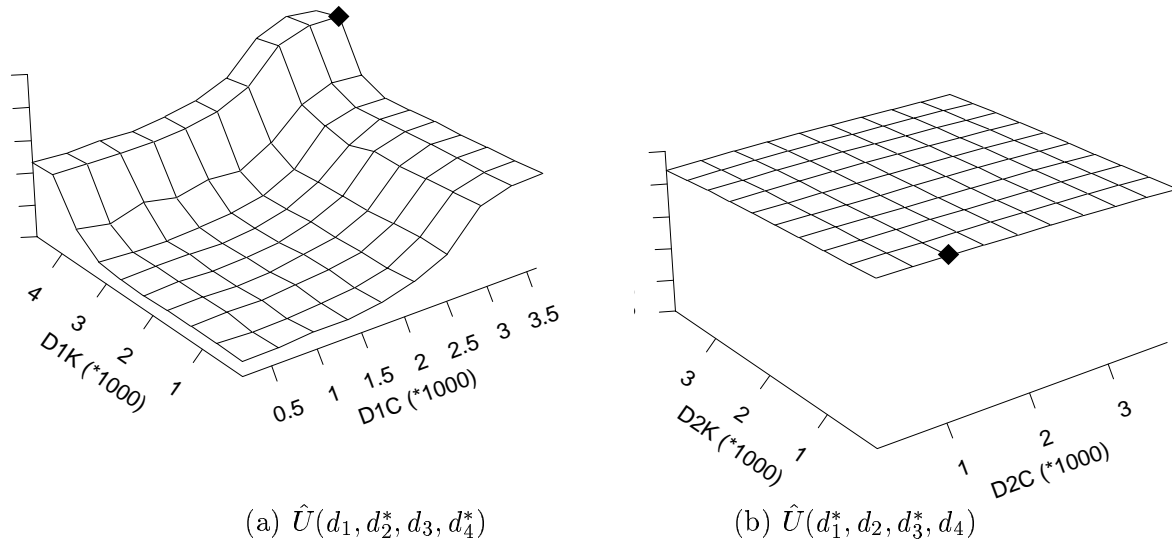 4
3
2
1
D1K (*1000)
0.5
1
1.5
2
2.5
3
3.5
D1C (*1000)
3
2
1
D2K (*1000)
1
2
3
D2C (*1000)
(a) Û(d₁, d₂*, d₃, d₄*)
(b) Û(d₁*, d₂, d₃*, d₄)